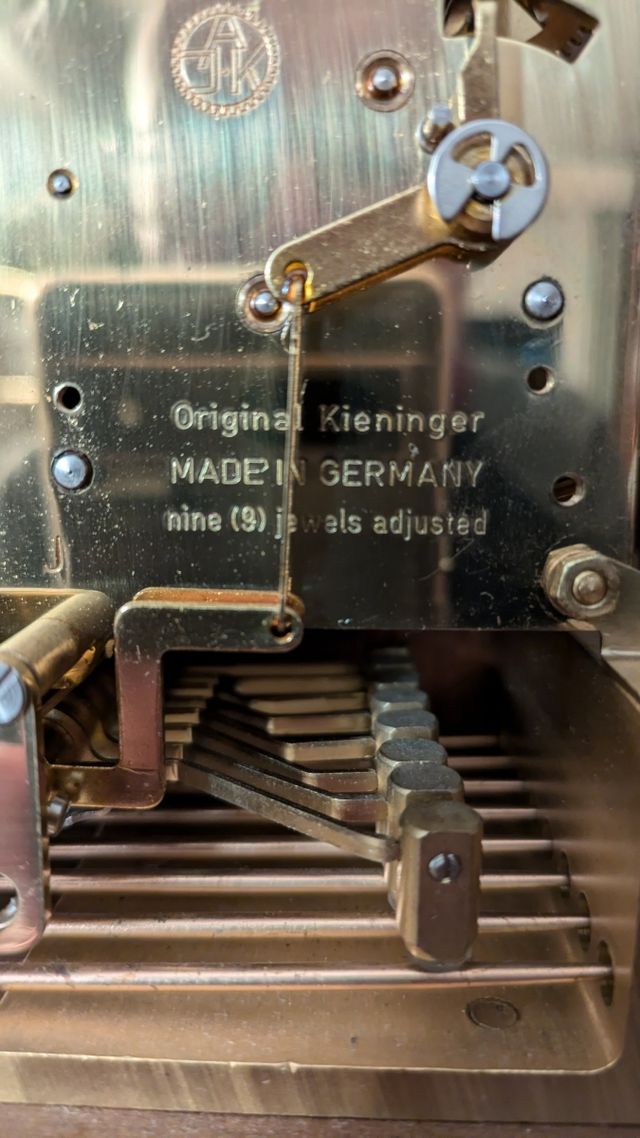 A
J·K
Original Kieninger
MADE IN GERMANY
nine (9) jewels adjusted
J